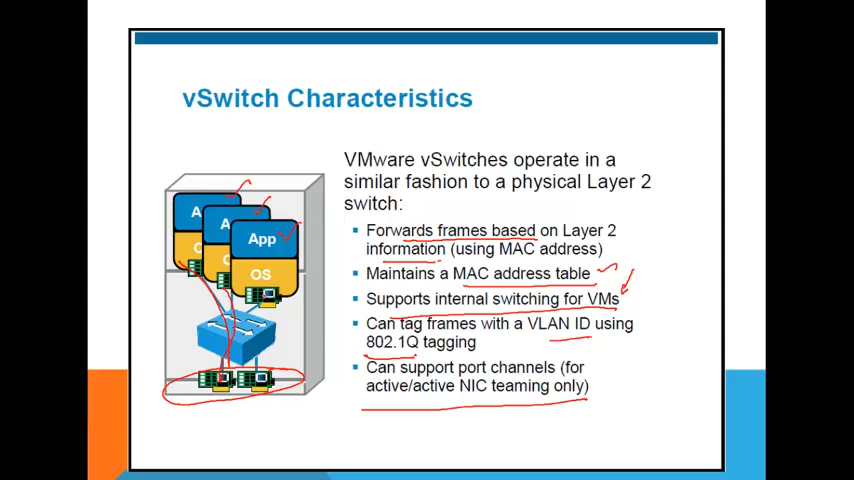 vSwitch Characteristics
VMware vSwitches operate in a
similar fashion to a physical Layer 2
switch:
Forwards frames based on Layer 2
information (using MAC address)
Maintains a MAC address table
Supports internal switching for VMs
Can tag frames with a VLAN ID using
802.1Q tagging
Can support port channels (for
active/active NIC teaming only)
A
A
App
O
C
OS